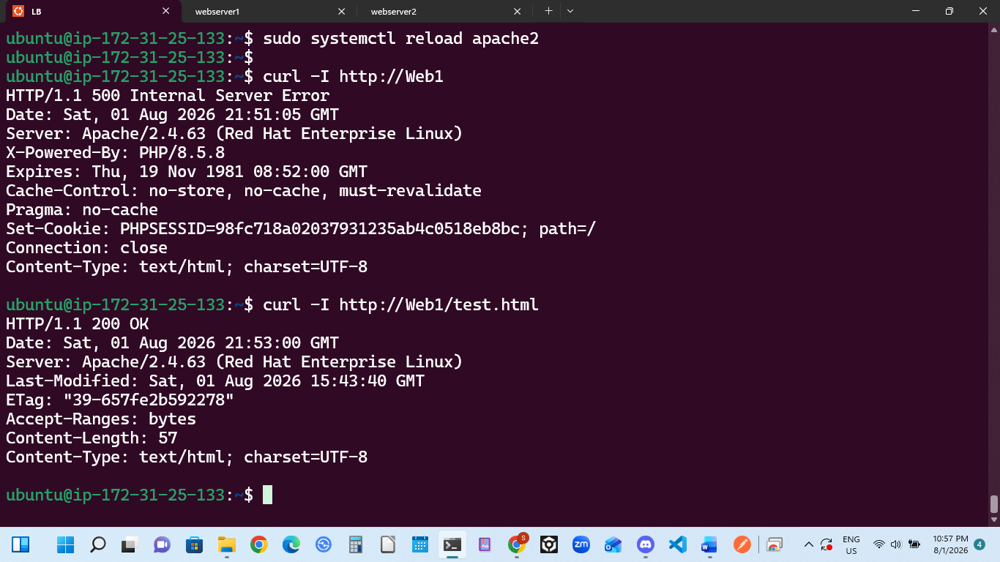 LB
webserver1
webserver2
ubuntu@ip-172-31-25-133:~$ sudo systemctl reload apache2
ubuntu@ip-172-31-25-133:~$
ubuntu@ip-172-31-25-133:~$ curl -I http://Web1
HTTP/1.1 500 Internal Server Error
Date: Sat, 01 Aug 2026 21:51:05 GMT
Server: Apache/2.4.63 (Red Hat Enterprise Linux)
X-Powered-By: PHP/8.5.8
Expires: Thu, 19 Nov 1981 08:52:00 GMT
Cache-Control: no-store, no-cache, must-revalidate
Pragma: no-cache
Set-Cookie: PHPSESSID=98fc718a02037931235ab4c0518eb8bc; path=/
Connection: close
Content-Type: text/html; charset=UTF-8
ubuntu@ip-172-31-25-133:~$ curl -I http://Web1/test.html
HTTP/1.1 200 OK
Date: Sat, 01 Aug 2026 21:53:00 GMT
Server: Apache/2.4.63 (Red Hat Enterprise Linux)
Last-Modified: Sat, 01 Aug 2026 15:43:40 GMT
ETag: "39-657fe2b592278"
Accept-Ranges: bytes
Content-Length: 57
Content-Type: text/html; charset=UTF-8
ubuntu@ip-172-31-25-133:~$
S
zm
W
ENG
US
10:57 PM
8/1/2026
4